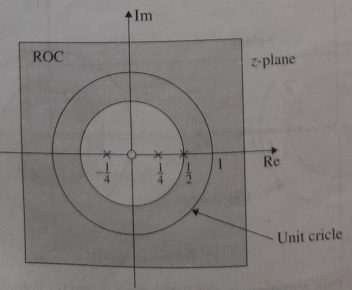 Im
ROC
z-plane
-1/4
1/4
1/2
1
Re
Unit cricle